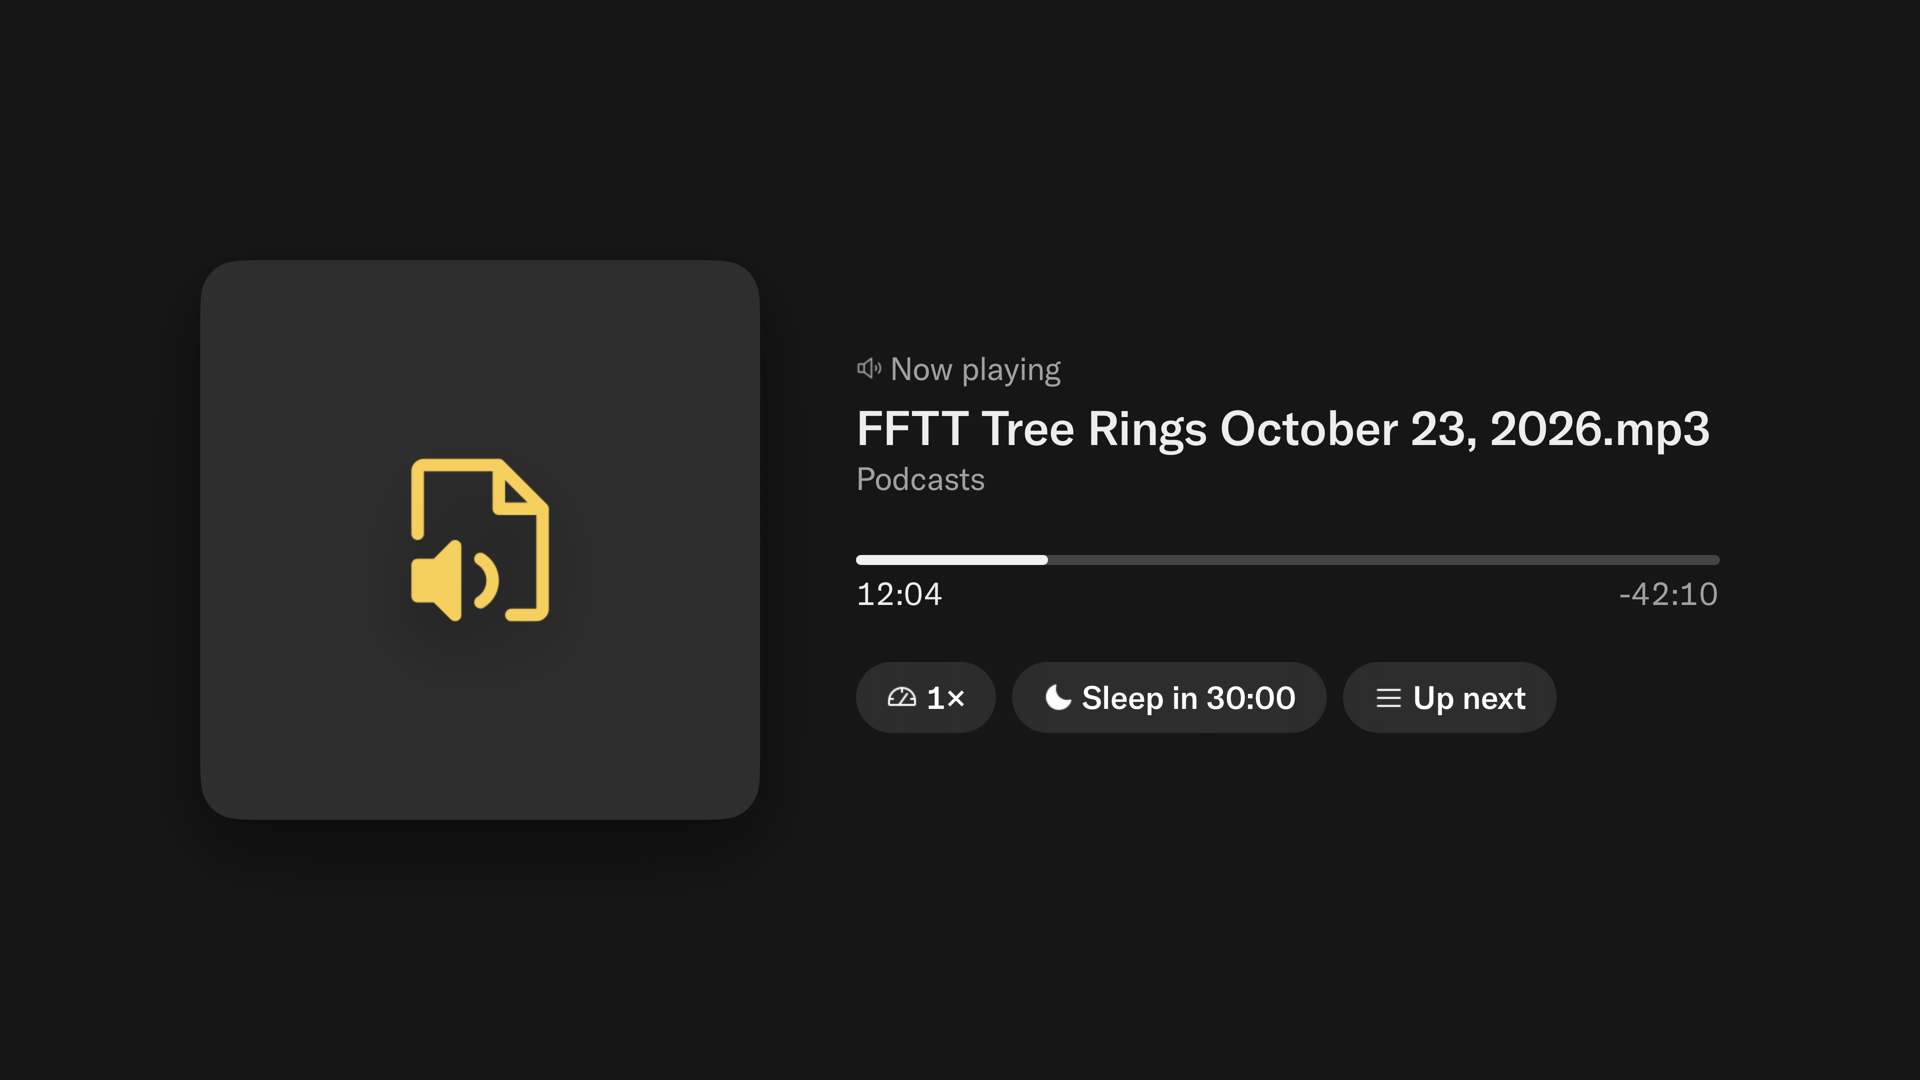 Now playing
FFTT Tree Rings October 23, 2026.mp3
Podcasts
12:04
-42:10
1×
Sleep in 30:00
Up next